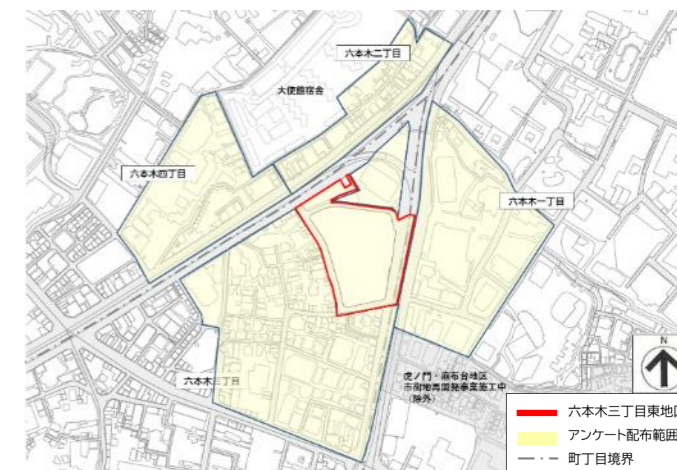 六本木二丁目
大使館宿舎
六本木四丁目
六本木一丁目
六本木三丁目
虎ノ門・麻布台地区
市街地再開発事業施工中
(除外)
N
六本木三丁目東地区
アンケート配布範囲
町丁目境界